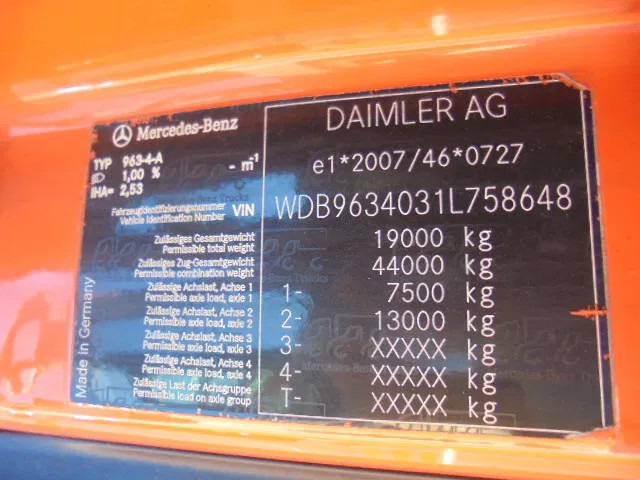 Mercedes-Benz
DAIMLER AG
TYP 963-4-A
1,00 % - m-1
IHA= 2,53
e1*2007/46*0727
Fahrzeugidentifizierungsnummer
Vehicle Identification Number VIN WDB9634031L758648
Zulässiges Gesamtgewicht
Permissible total weight 19000 kg
Zulässiges Zug-Gesamtgewicht
Permissible combination weight 44000 kg
Zulässige Achslast, Achse 1
Permissible axle load, axle 1 1- 7500 kg
Zulässige Achslast, Achse 2
Permissible axle load, axle 2 2- 13000 kg
Zulässige Achslast, Achse 3
Permissible axle load, axle 3 3- XXXXX kg
Zulässige Achslast, Achse 4
Permissible axle load, axle 4 4- XXXXX kg
Zulässige Last der Achsgruppe
Permissible load on axle group T- XXXXX kg
Made in Germany